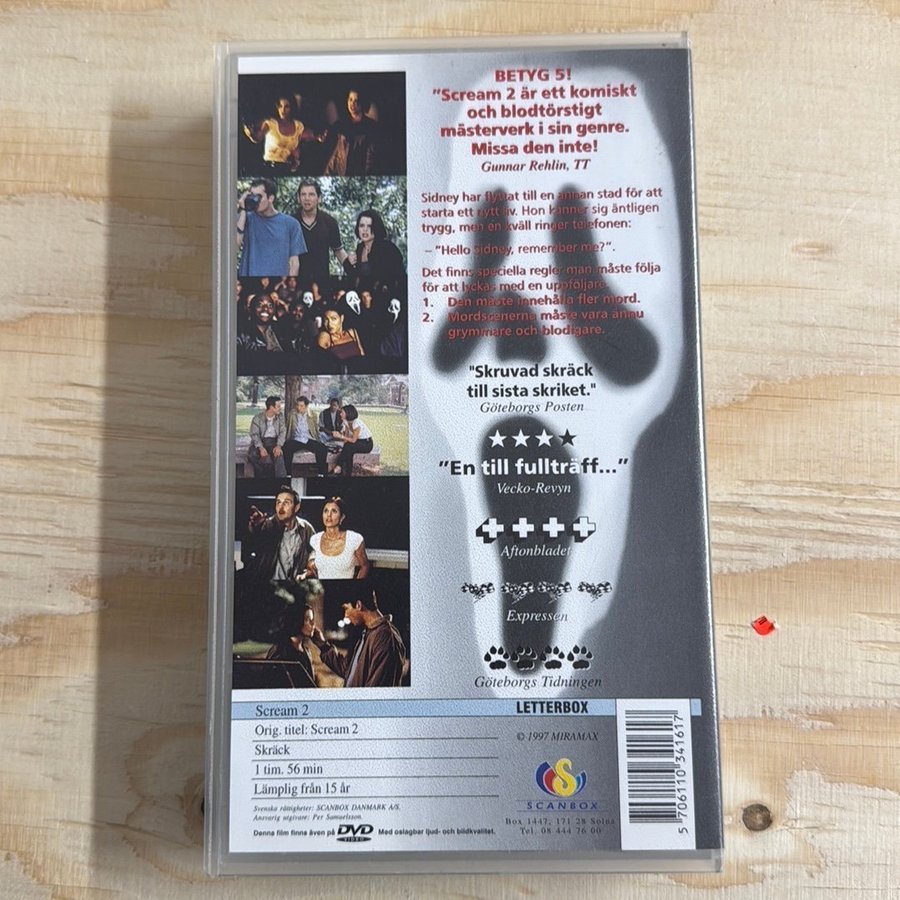 BETYG 5!
"Scream 2 är ett komiskt
och blodtörstigt
mästerverk i sin genre.
Missa den inte!
Gunnar Rehlin, TT
Sidney har flyttat till en annan stad för att
starta ett nytt liv. Hon känner sig äntligen
trygg, men en kväll ringer telefonen:
– "Hello Sidney, remember me?".
Det finns speciella regler man måste följa
för att lyckas med en uppföljare.
1. Den måste innehålla fler mord.
2. Mordscenerna måste vara ännu
grymmare och blodigare.
"Skruvad skräck
till sista skriket."
Göteborgs Posten
"En till fullträff..."
Vecko-Revyn
Aftonbladet
Expressen
Göteborgs Tidningen
Scream 2
LETTERBOX
Orig. titel: Scream 2
Skräck
1 tim. 56 min
Lämplig från 15 år
Svenska rättigheter: SCANBOX DANMARK A/S.
Ansvarig utgivare: Per Samuelsson.
Denna film finns även på DVD VIDEO Med oslagbar ljud- och bildkvalitet.
© 1997 MIRAMAX
SCANBOX
Box 1447, 171 28 Solna
Tel. 08 444 76 00
5 706110 341617